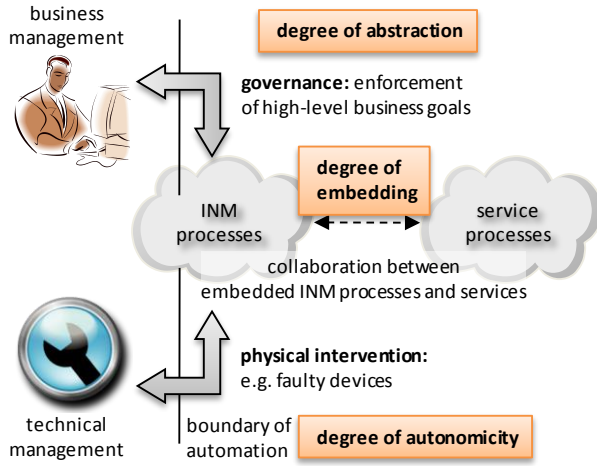 business
management
degree of abstraction
governance: enforcement
of high-level business goals
degree of
embedding
INM
processes
service
processes
collaboration between
embedded INM processes and services
physical intervention:
e.g. faulty devices
technical
management
boundary of
automation
degree of autonomicity